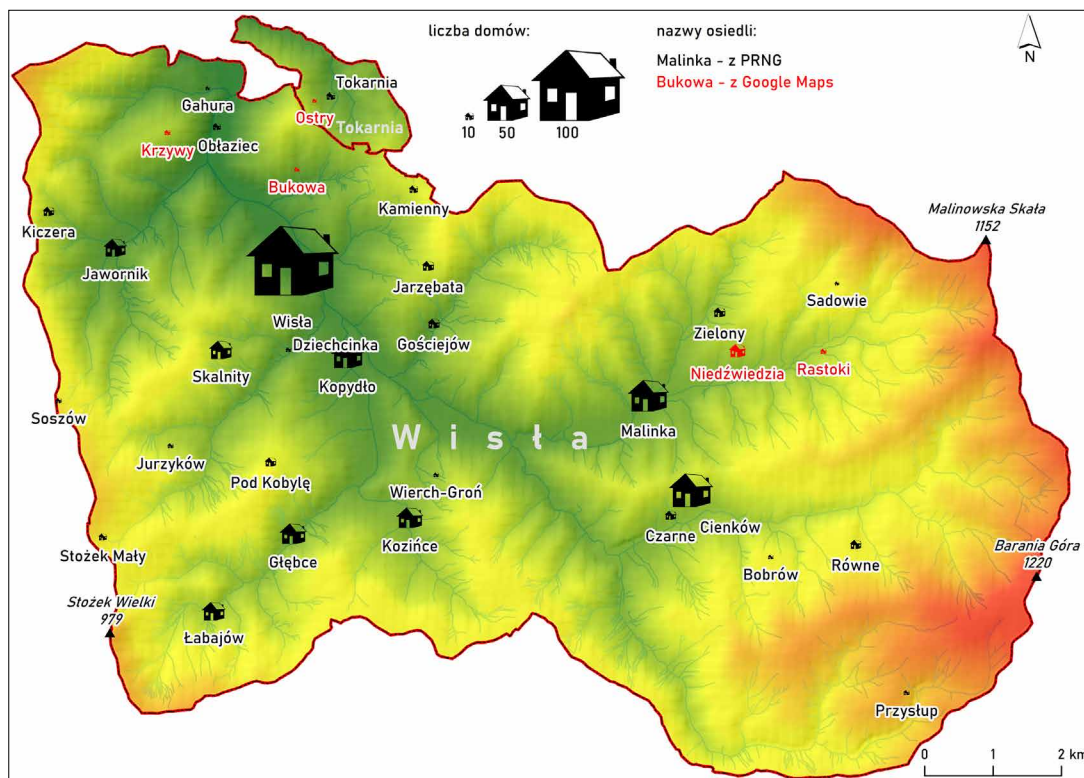 liczba domów:
10
50
100
nazwy osiedli:
Malinka - z PRNG
Bukowa - z Google Maps
N
Tokarnia
Gahura
Ostry
Tokarnia
Krzywy
Obłaziec
Bukowa
Kamienny
Kiczera
Malinowska Skała
1152
Jawornik
Jarzębata
Sadowie
Wisła
Zielony
Dziechcinka
Gościejów
Skalnity
Kopydło
Niedźwiedzia
Rastoki
Soszów
Malinka
Wisła
Jurzyków
Pod Kobylę
Wierch-Groń
Czarne
Cienków
Kozińce
Stożek Mały
Głębce
Bobrów
Równe
Barania Góra
1220
Stożek Wielki
979
Łabajów
Przysłup
0 1 2 km